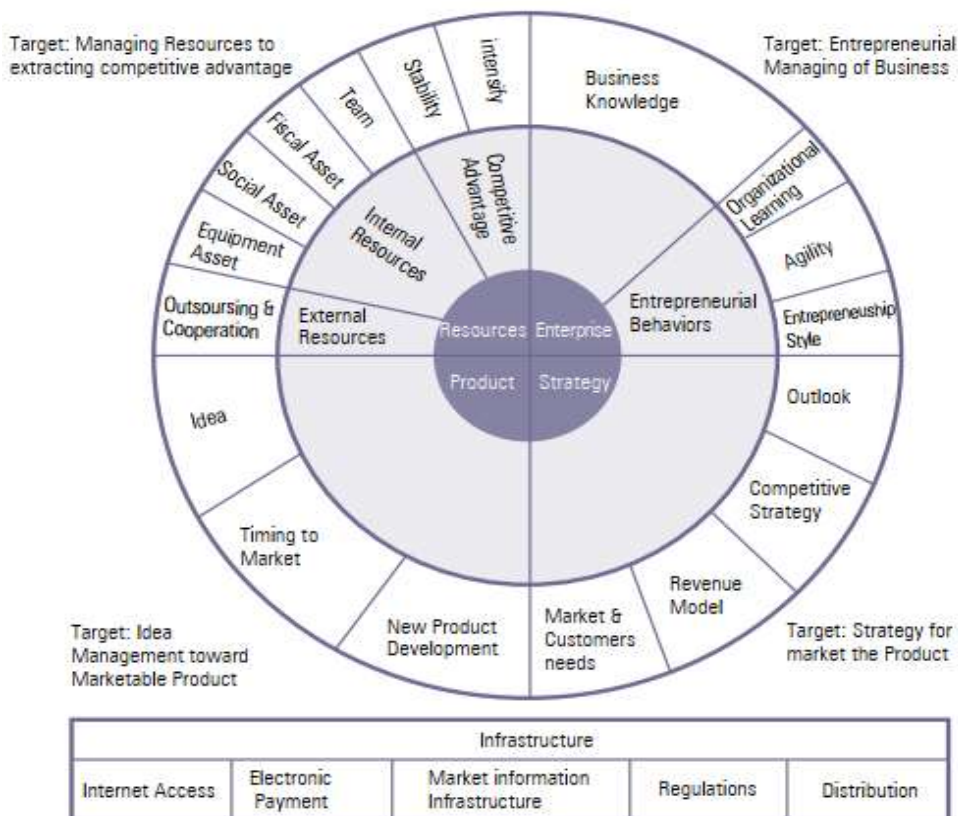 Target: Managing Resources to
extracting competitive advantage
Target: Entrepreneurial
Managing of Business
intensify
Stability
Team
Fiscal Asset
Social Asset
Equipment
Asset
Outsoursing &
Cooperation
Business
Knowledge
Organizational
Learning
Agility
Entrepreneuship
Style
Competitive
Advantage
Internal
Resources
External
Resources
Entrepreneurial
Behaviors
Resources
Enterprise
Product
Strategy
Idea
Timing to
Market
New Product
Development
Market &
Customers
needs
Revenue
Model
Competitive
Strategy
Outlook
Target: Idea
Management toward
Marketable Product
Target: Strategy for
market the Product
Infrastructure
Internet Access
Electronic
Payment
Market information
Infrastructure
Regulations
Distribution